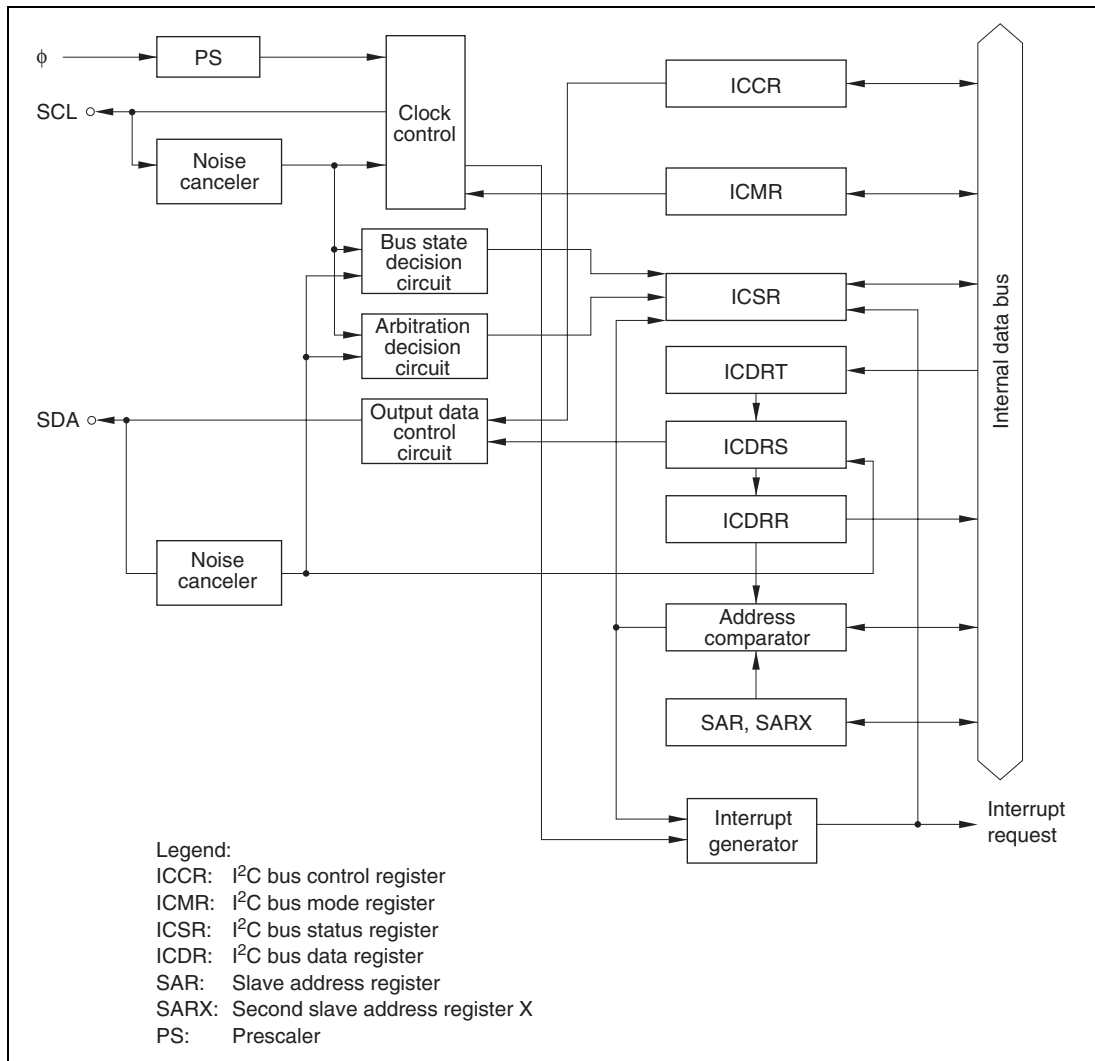 ϕ
PS
SCL
Clock
control
Noise
canceler
ICCR
ICMR
Bus state
decision
circuit
ICSR
Arbitration
decision
circuit
ICDRT
SDA
Output data
control
circuit
ICDRS
ICDRR
Noise
canceler
Address
comparator
SAR, SARX
Internal data bus
Interrupt
generator
Interrupt
request
Legend:
ICCR: I²C bus control register
ICMR: I²C bus mode register
ICSR: I²C bus status register
ICDR: I²C bus data register
SAR: Slave address register
SARX: Second slave address register X
PS: Prescaler